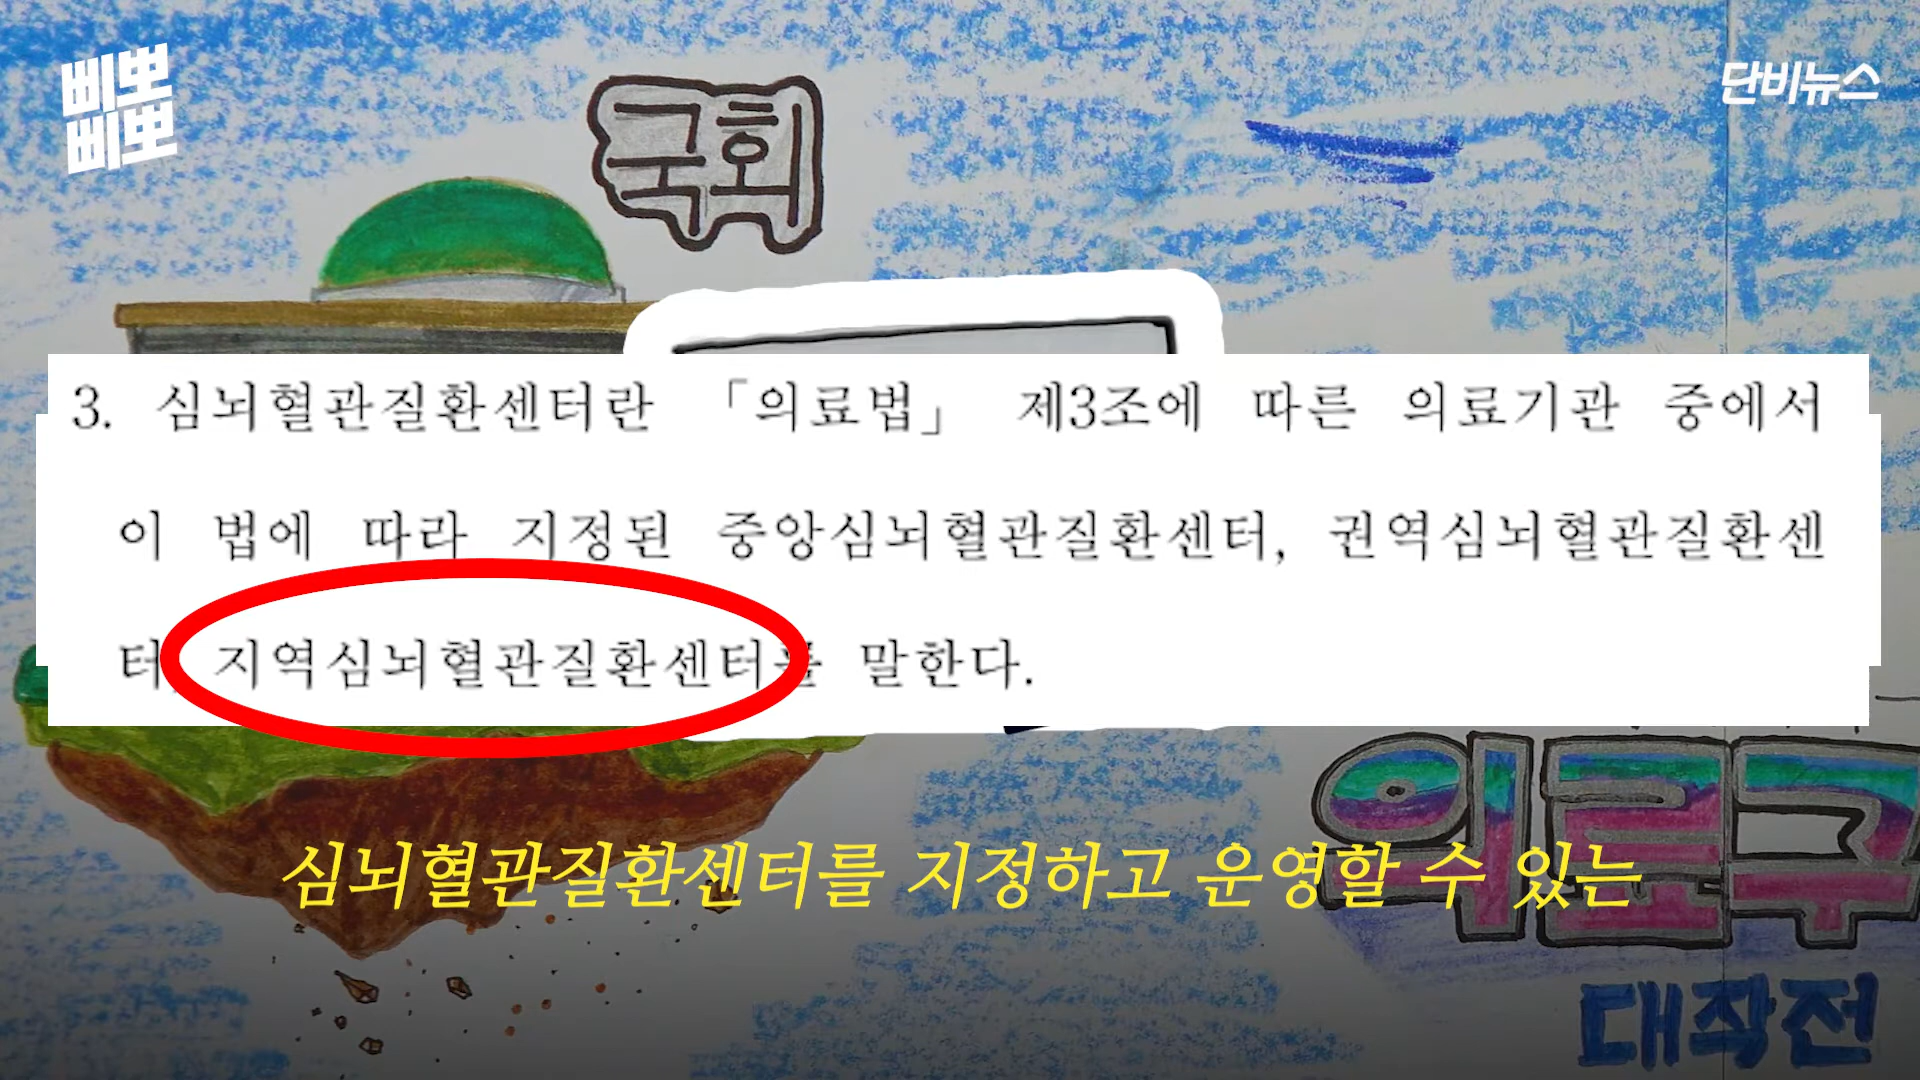 삐뽀
삐뽀
단비뉴스
국회
3. 심뇌혈관질환센터란 「의료법」 제3조에 따른 의료기관 중에서
이 법에 따라 지정된 중앙심뇌혈관질환센터, 권역심뇌혈관질환센
터, 지역심뇌혈관질환센터를 말한다.
심뇌혈관질환센터를 지정하고 운영할 수 있는
의료구
대작전